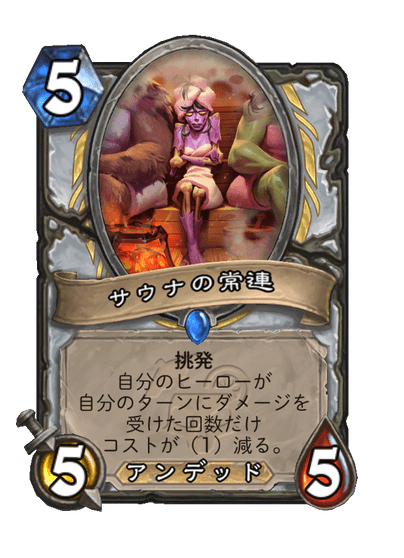 5
サウナの常連
挑発
自分のヒーローが
自分のターンにダメージを
受けた回数だけ
コストが（1）減る。
5
アンデッド
5